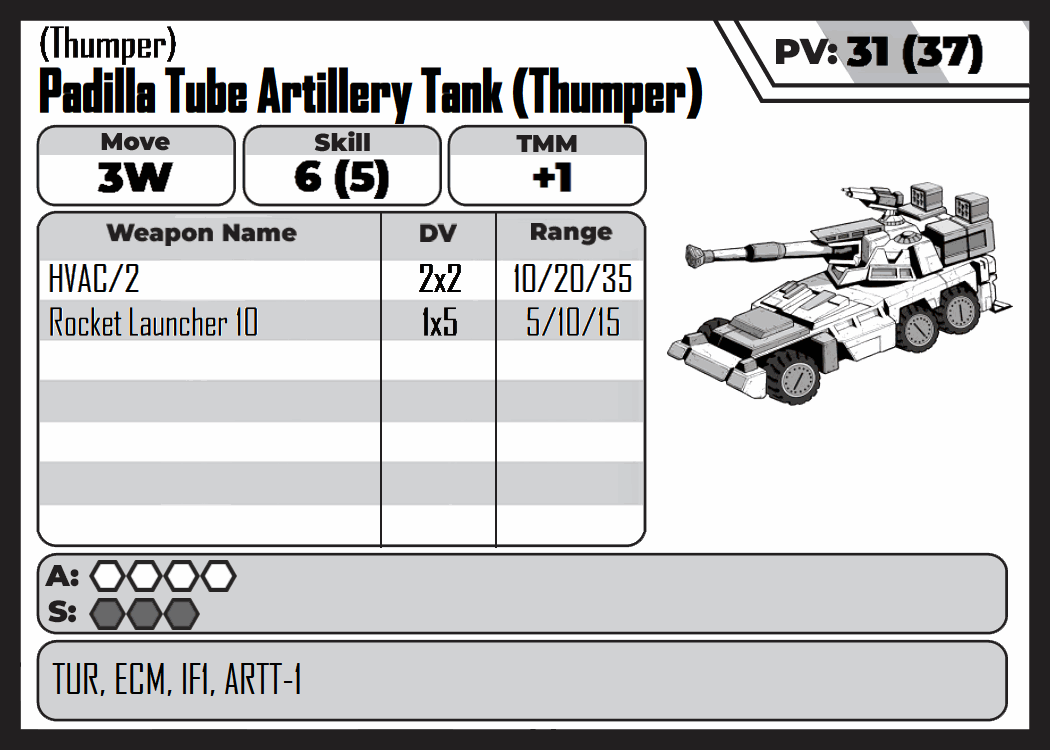 (Thumper)
PV: 31 (37)
Padilla Tube Artillery Tank (Thumper)
Move Skill TMM
3W 6 (5) +1
Weapon Name DV Range
HVAC/2 2x2 10/20/35
Rocket Launcher 10 1x5 5/10/15
A:
S:
TUR, ECM, IF1, ARTT-1